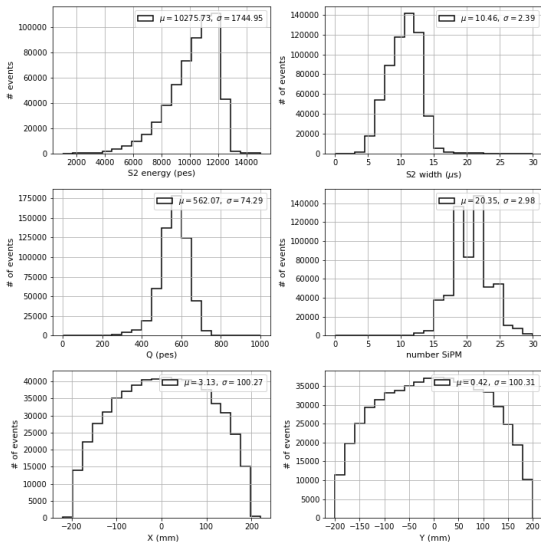 μ = 10275.73, σ = 1744.95
# events
100000
80000
60000
40000
20000
0
2000 4000 6000 8000 10000 12000 14000
S2 energy (pes)
μ = 10.46, σ = 2.39
# of events
140000
120000
100000
80000
60000
40000
20000
0
0 5 10 15 20 25 30
S2 width (μs)
μ = 562.07, σ = 74.29
# of events
175000
150000
125000
100000
75000
50000
25000
0
0 200 400 600 800 1000
Q (pes)
μ = 20.35, σ = 2.98
# of events
140000
120000
100000
80000
60000
40000
20000
0
0 5 10 15 20 25 30
number SiPM
μ = 3.13, σ = 100.27
# of events
40000
35000
30000
25000
20000
15000
10000
5000
0
−200 −100 0 100 200
X (mm)
μ = 0.42, σ = 100.31
# of events
35000
30000
25000
20000
15000
10000
5000
0
−200 −150 −100 −50 0 50 100 150 200
Y (mm)